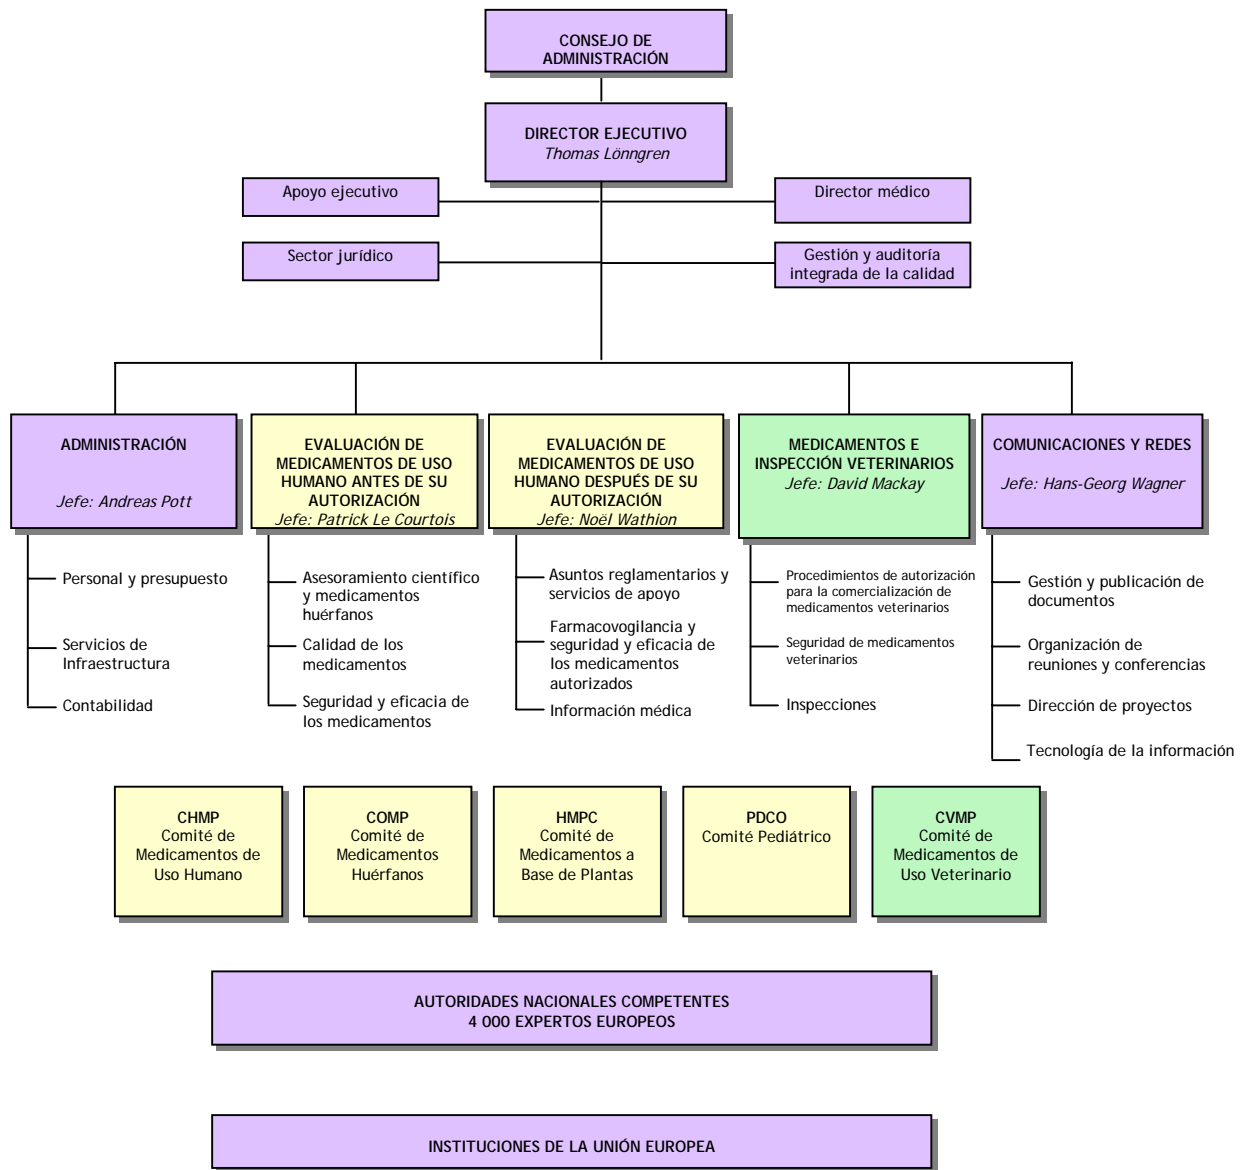 CONSEJO DE
ADMINISTRACIÓN
DIRECTOR EJECUTIVO
Thomas Lönngren
Apoyo ejecutivo
Director médico
Sector jurídico
Gestión y auditoría
integrada de la calidad
ADMINISTRACIÓN
Jefe: Andreas Pott
EVALUACIÓN DE
MEDICAMENTOS DE USO
HUMANO ANTES DE SU
AUTORIZACIÓN
Jefe: Patrick Le Courtois
EVALUACIÓN DE
MEDICAMENTOS DE USO
HUMANO DESPUÉS DE SU
AUTORIZACIÓN
Jefe: Noël Wathion
MEDICAMENTOS E
INSPECCIÓN VETERINARIOS
Jefe: David Mackay
COMUNICACIONES Y REDES
Jefe: Hans-Georg Wagner
Personal y presupuesto
Servicios de
Infraestructura
Contabilidad
Asesoramiento científico
y medicamentos
huérfanos
Calidad de los
medicamentos
Seguridad y eficacia de
los medicamentos
Asuntos reglamentarios y
servicios de apoyo
Farmacovogilancia y
seguridad y eficacia de
los medicamentos
autorizados
Información médica
Procedimientos de autorización
para la comercialización de
medicamentos veterinarios
Seguridad de medicamentos
veterinarios
Inspecciones
Gestión y publicación de
documentos
Organización de
reuniones y conferencias
Dirección de proyectos
Tecnología de la información
CHMP
Comité de
Medicamentos de
Uso Humano
COMP
Comité de
Medicamentos
Huérfanos
HMPC
Comité de
Medicamentos a
Base de Plantas
PDCO
Comité Pediátrico
CVMP
Comité de
Medicamentos de
Uso Veterinario
AUTORIDADES NACIONALES COMPETENTES
4 000 EXPERTOS EUROPEOS
INSTITUCIONES DE LA UNIÓN EUROPEA